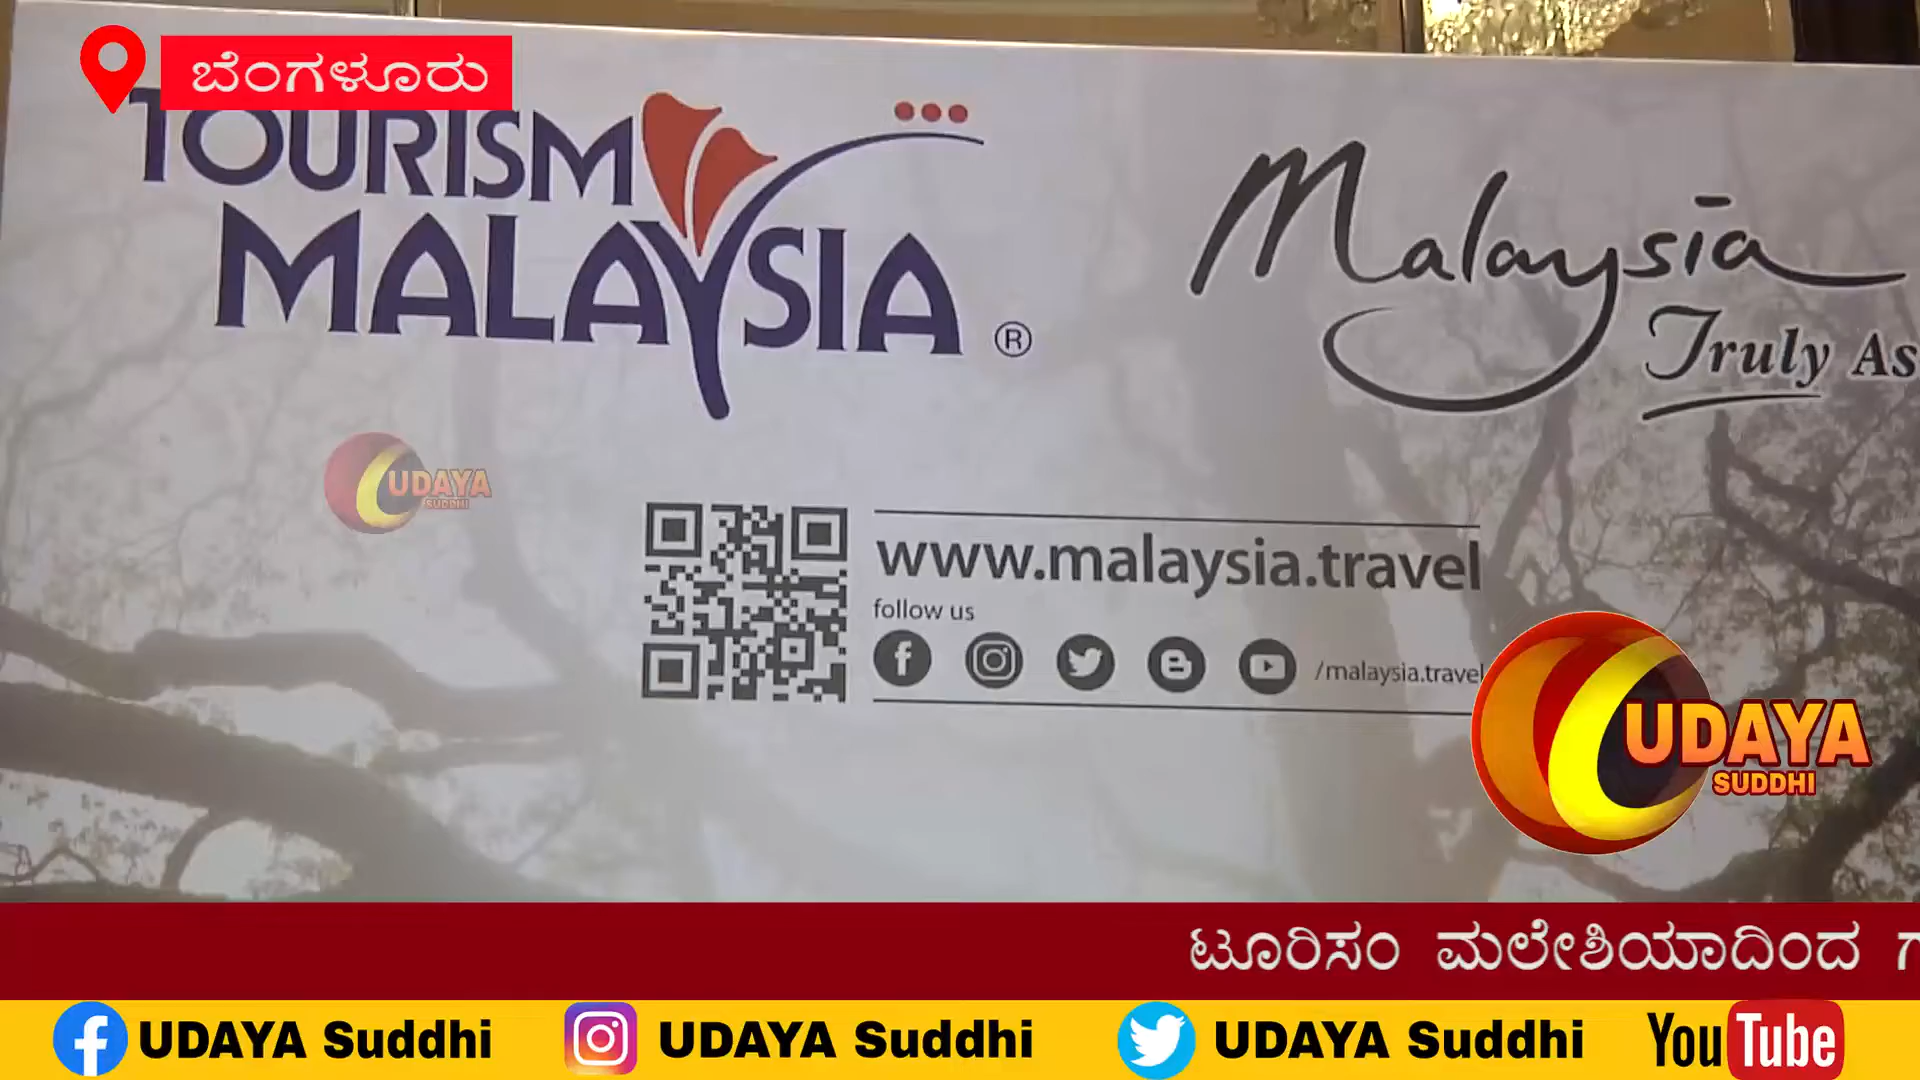 ಬೆಂಗಳೂರು
TOURISM
MALAYSIA ®
Malaysia
Truly As
UDAYA
SUDDHI
www.malaysia.travel
follow us
/malaysia.travel
UDAYA
SUDDHI
ಟೂರಿಸಂ ಮಲೇಶಿಯಾದಿಂದ
UDAYA Suddhi UDAYA Suddhi UDAYA Suddhi YouTube